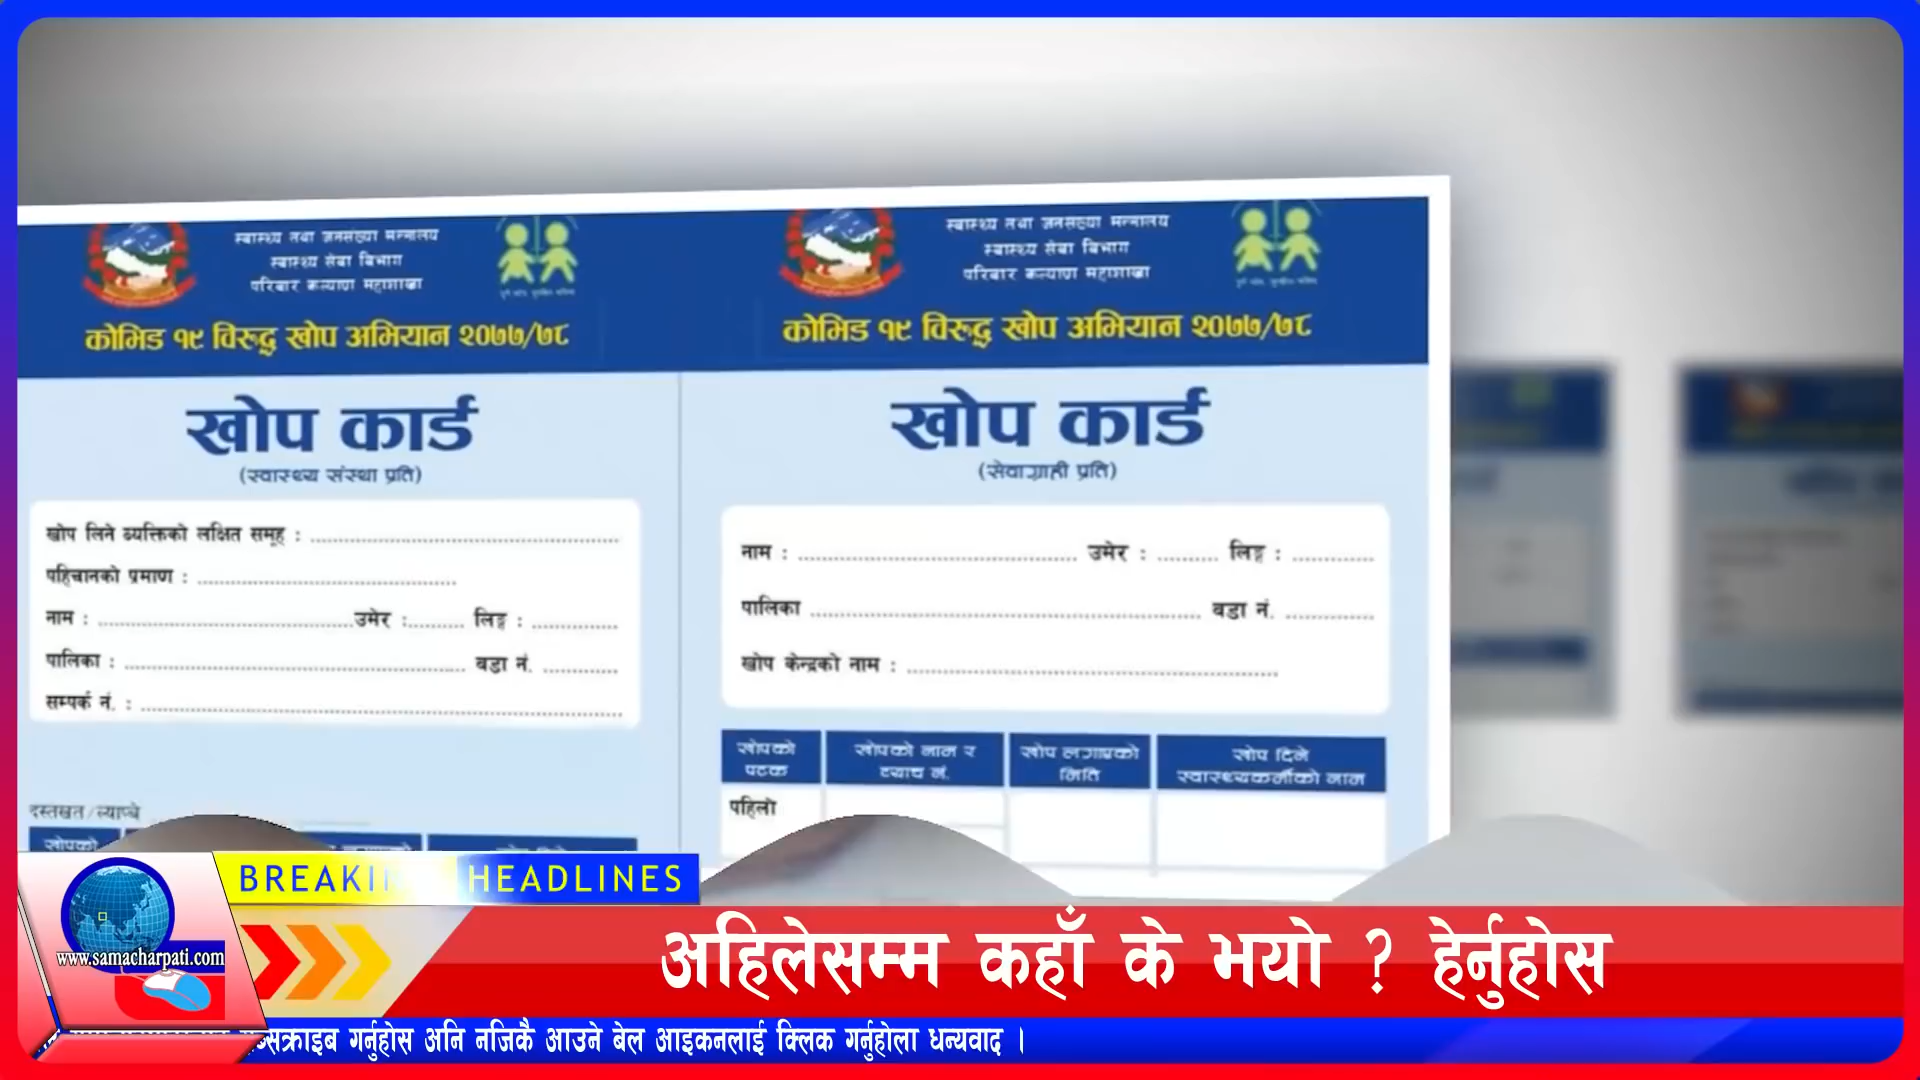 स्वास्थ्य तथा जनसंख्या मन्त्रालय
स्वास्थ्य सेवा विभाग
परिवार कल्याण महाशाखा
कोभिड १९ विरुद्ध खोप अभियान २०७७/७८
खोप कार्ड
(स्वास्थ्य संस्था प्रति)
खोप लिने व्यक्तिको लक्षित समूह :
पहिचानको प्रमाण :
नाम : उमेर : लिङ्ग :
पालिका : वडा नं.
सम्पर्क नं. :
दस्तखत/ल्याप्चे
खोपको
स्वास्थ्य तथा जनसंख्या मन्त्रालय
स्वास्थ्य सेवा विभाग
परिवार कल्याण महाशाखा
कोभिड १९ विरुद्ध खोप अभियान २०७७/७८
खोप कार्ड
(सेवाग्राही प्रति)
नाम : उमेर : लिङ्ग :
पालिका वडा नं.
खोप केन्द्रको नाम :
खोपको पटक
खोपको नाम र ब्याच नं.
खोप लगाएको मिति
खोप दिने स्वास्थ्यकर्मीको नाम
पहिलो
HEADLINES
www.samacharpati.com
अहिलेसम्म कहाँ के भयो ? हेर्नुहोस
गर्नुहोस अनि नजिकै आउने बेल आइकनलाई क्लिक गर्नुहोला धन्यवाद ।